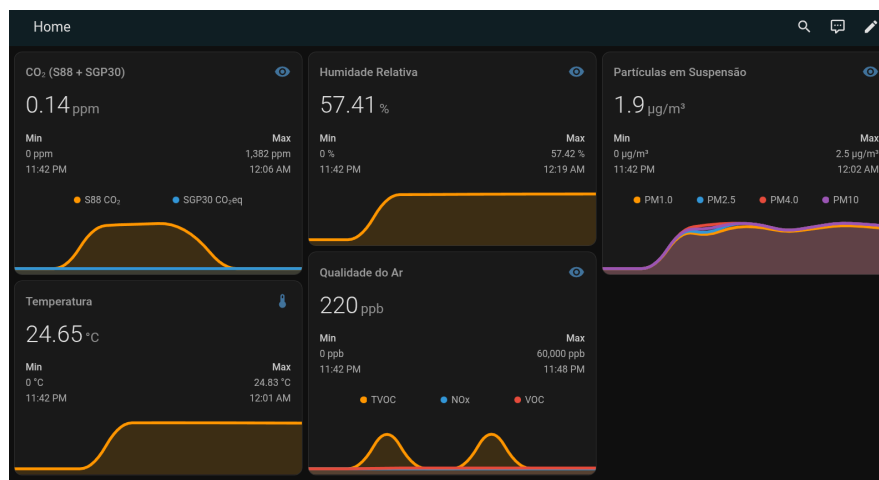 Home
CO₂ (S88 + SGP30)
0.14 ppm
Min Max
0 ppm 1,382 ppm
11:42 PM 12:06 AM
S88 CO₂ SGP30 CO₂eq
Temperatura
24.65 °C
Min Max
0 °C 24.83 °C
11:42 PM 12:01 AM
Humidade Relativa
57.41 %
Min Max
0 % 57.42 %
11:42 PM 12:19 AM
Qualidade do Ar
220 ppb
Min Max
0 ppb 60,000 ppb
11:42 PM 11:48 PM
TVOC NOx VOC
Partículas em Suspensão
1.9 µg/m³
Min Max
0 µg/m³ 2.5 µg/m³
11:42 PM 12:02 AM
PM1.0 PM2.5 PM4.0 PM10